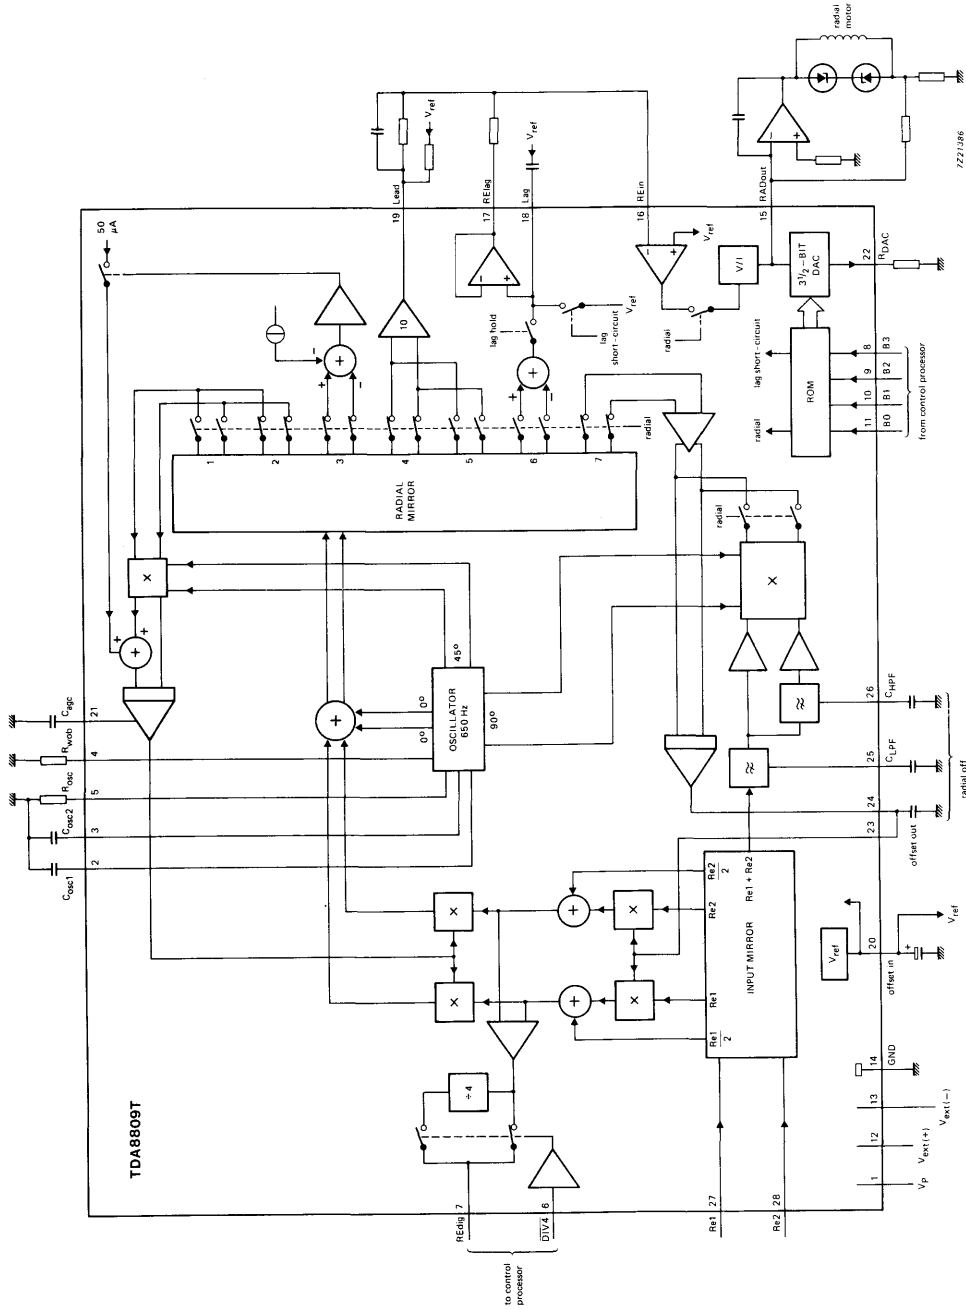 TDA8809T
50
µA
C_agc
21
R_wob
4
R_osc
5
C_osc2
3
C_osc1
2
OSCILLATOR
650 Hz
0°
0°
45°
90°
RADIAL
MIRROR
1
2
3
4
5
6
7
radial
10
19 Lead
V_ref
17 RElag
18 Lag
V_ref
lag hold
lag
short-circuit
V_ref
16 REin
V_ref
radial
V/I
15 RADout
radial
motor
3 1/2-BIT
DAC
22
R_DAC
ROM
lag short-circuit
radial
8 B3
9 B2
10 B1
11 B0
from control processor
radial
C_HPF
26
C_LPF
25
24
23
offset out
radial off
INPUT MIRROR
Re1 + Re2
Re2
2
Re2
Re1
Re1
2
V_ref
20
offset in
V_ref
14
GND
13
V_ext(–)
12
V_ext(+)
1
V_P
÷4
REdig 7
DIV4 6
to control
processor
Re1 27
Re2 28
7Z21386